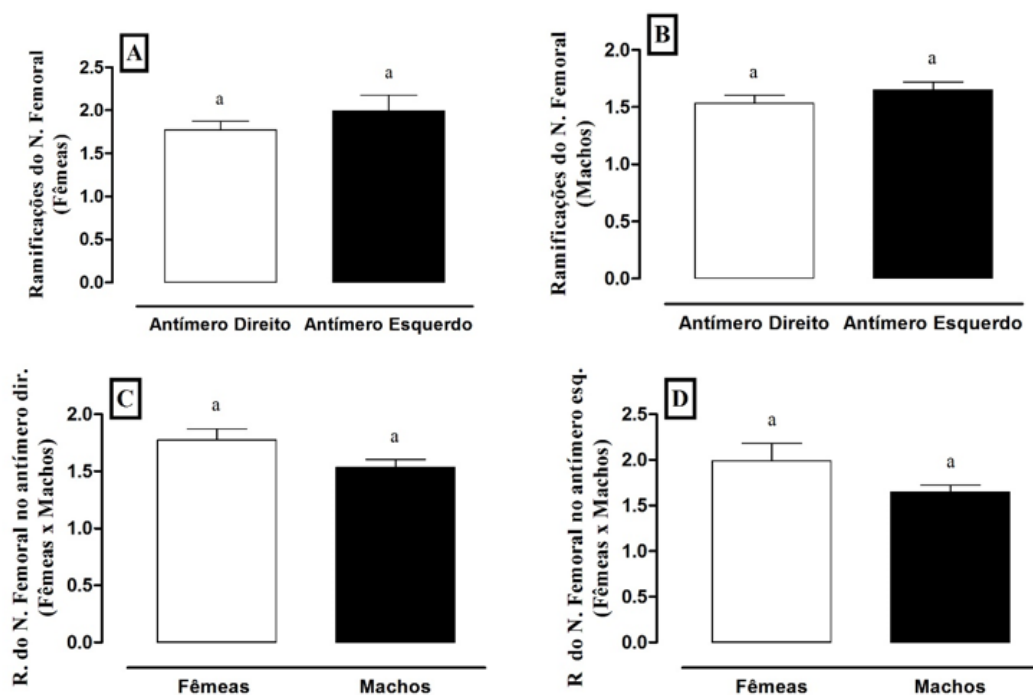 A
Ramificações do N. Femoral
(Fêmeas)
2.5
2.0
1.5
1.0
0.5
0.0
a
a
Antímero Direito
Antímero Esquerdo
B
Ramificações do N. Femoral
(Machos)
2.0
1.5
1.0
0.5
0.0
a
a
Antímero Direito
Antímero Esquerdo
C
R. do N. Femoral no antímero dir.
(Fêmeas x Machos)
2.0
1.5
1.0
0.5
0.0
a
a
Fêmeas
Machos
D
R do N. Femoral no antímero esq.
(Fêmeas x Machos)
2.5
2.0
1.5
1.0
0.5
0.0
a
a
Fêmeas
Machos